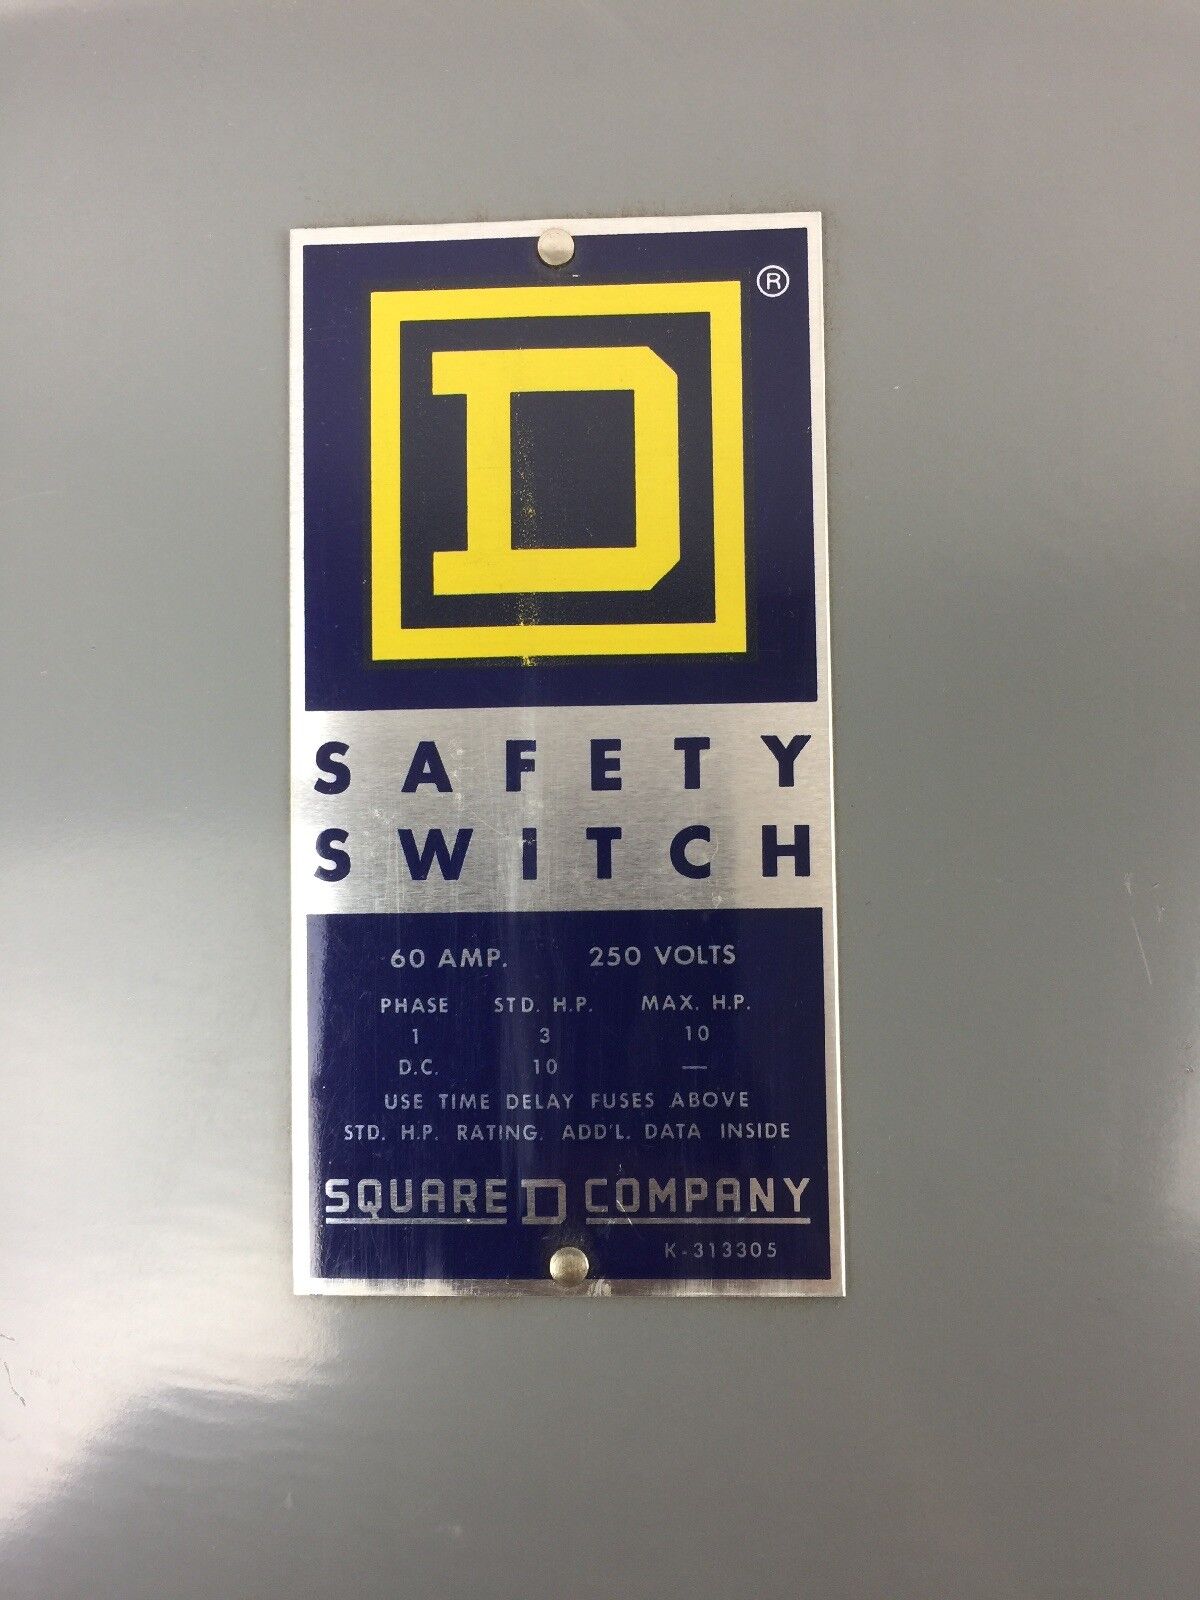 D ®
SAFETY
SWITCH
60 AMP. 250 VOLTS
PHASE STD. H.P. MAX. H.P.
1 3 10
D.C. 10 —
USE TIME DELAY FUSES ABOVE
STD. H.P. RATING. ADD'L. DATA INSIDE
SQUARE D COMPANY
K-313305